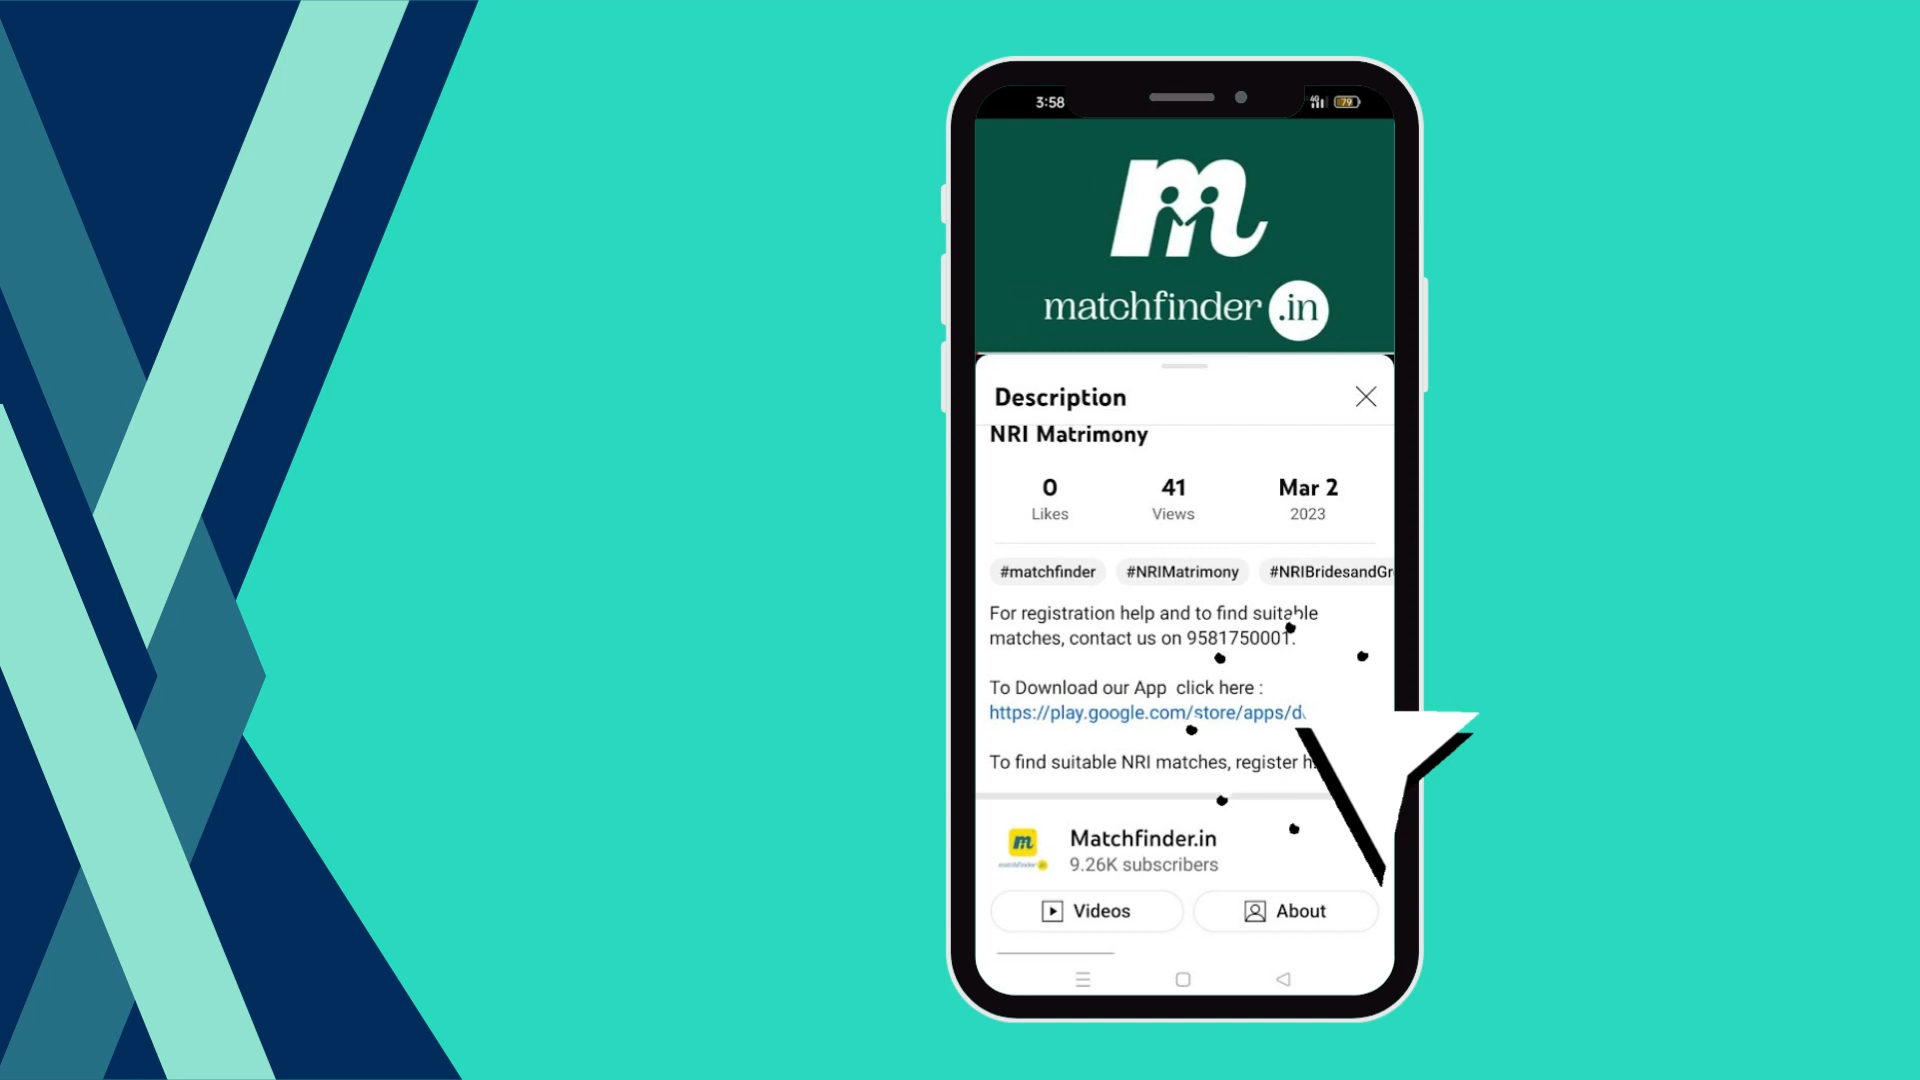 3:58
4G
79
m
matchfinder .in
Description
NRI Matrimony
0 41 Mar 2
Likes Views 2023
#matchfinder #NRIMatrimony #NRIBridesandGr
For registration help and to find suitable
matches, contact us on 9581750001.
To Download our App click here :
https://play.google.com/store/apps/d
To find suitable NRI matches, register h
m
Matchfinder.in
9.26K subscribers
Videos About